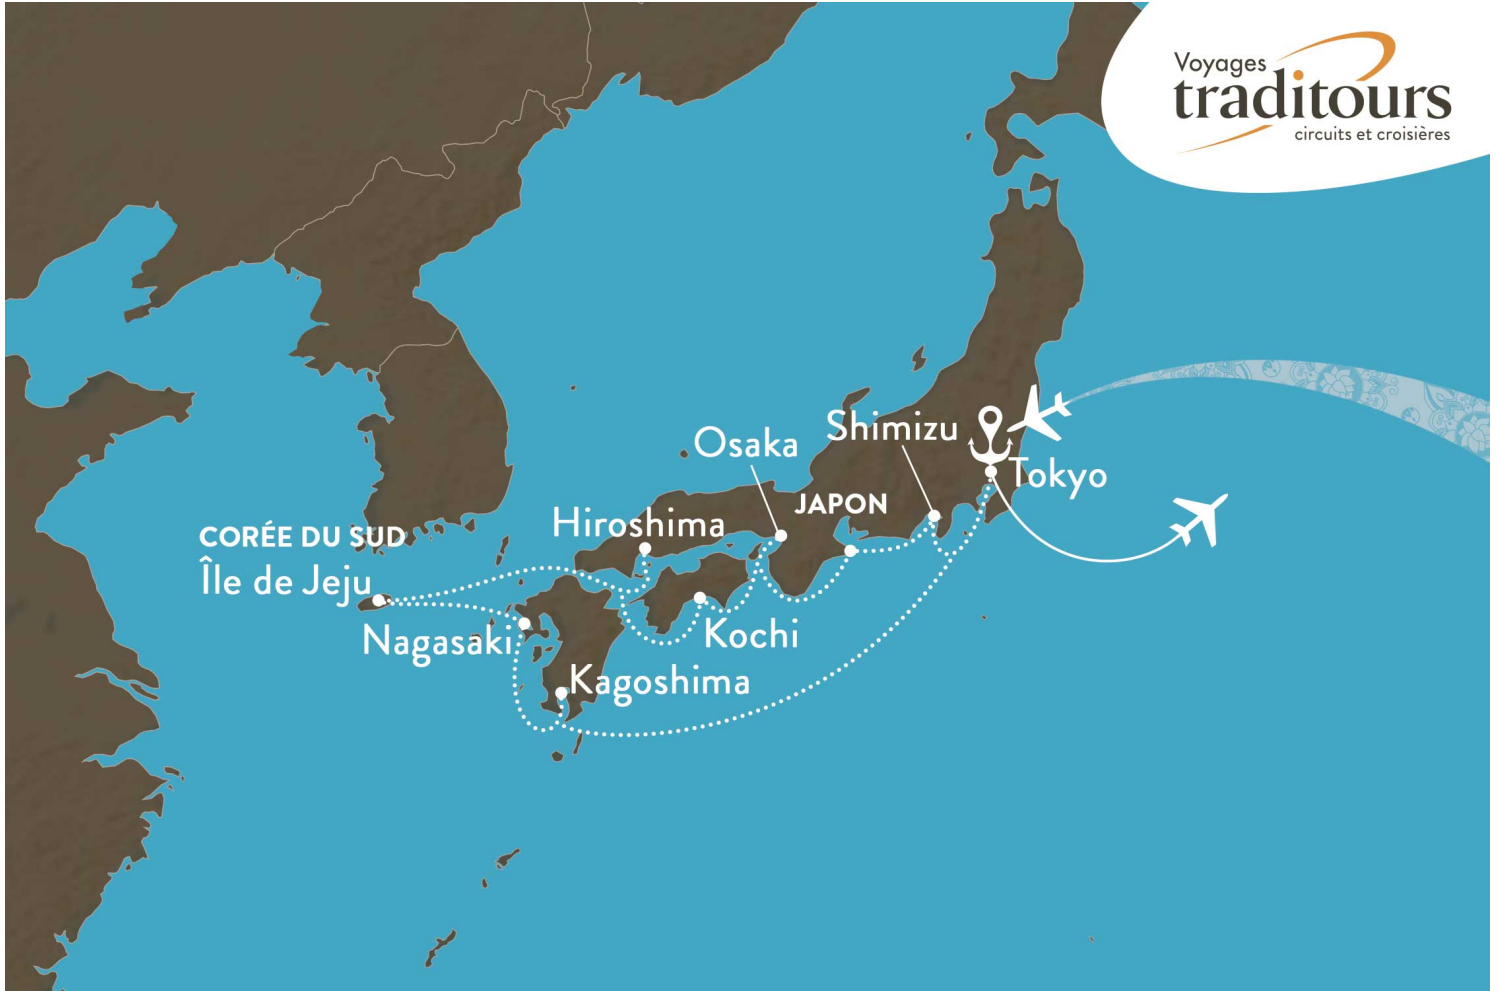 Voyages
traditours
circuits et croisières
Shimizu
Osaka
Tokyo
JAPON
Hiroshima
CORÉE DU SUD
Île de Jeju
Nagasaki
Kochi
Kagoshima